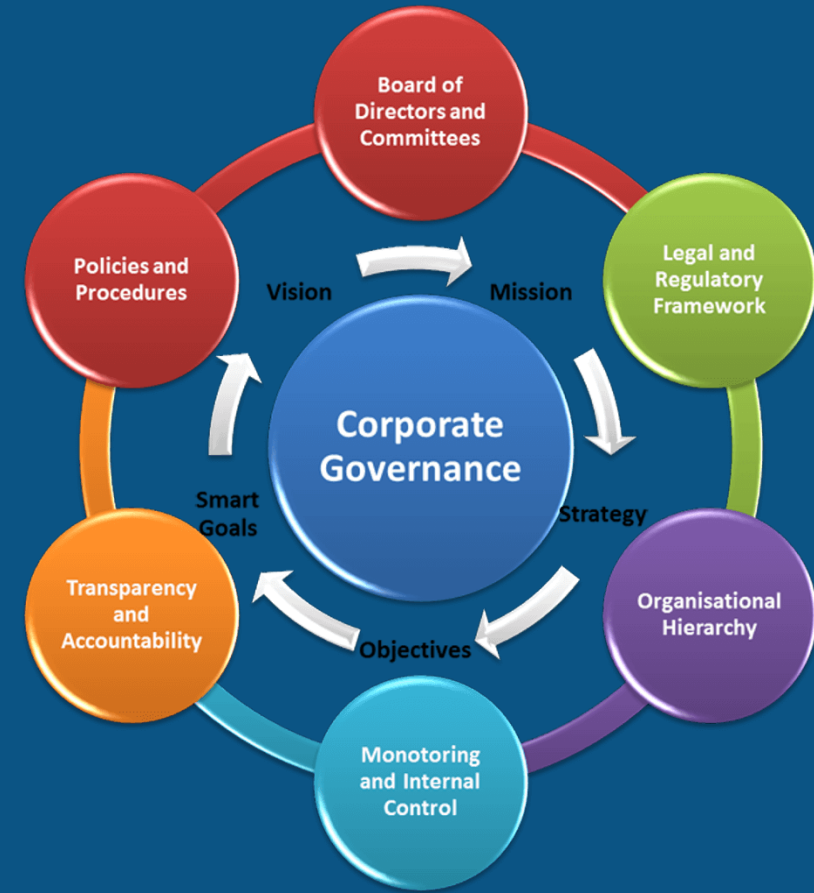 Board of
Directors and
Committees
Policies and
Procedures
Legal and
Regulatory
Framework
Vision
Mission
Corporate
Governance
Smart
Goals
Strategy
Transparency
and
Accountability
Organisational
Hierarchy
Objectives
Monotoring
and Internal
Control